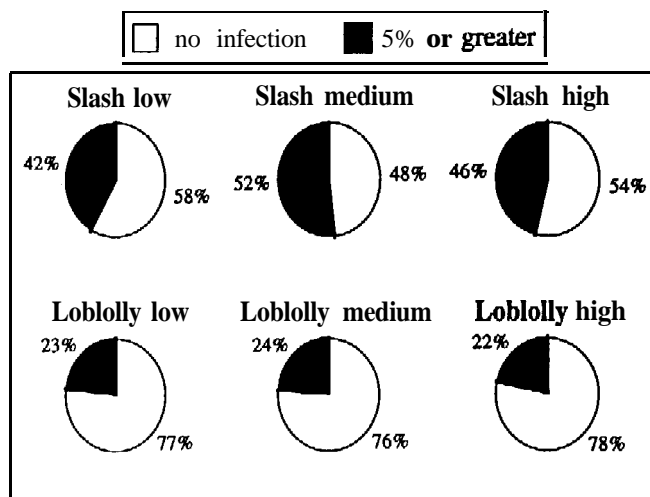 no infection 5% or greater
Slash low Slash medium Slash high
42% 58% 52% 48% 46% 54%
Loblolly low Loblolly medium Loblolly high
23% 24% 22%
77% 76% 78%